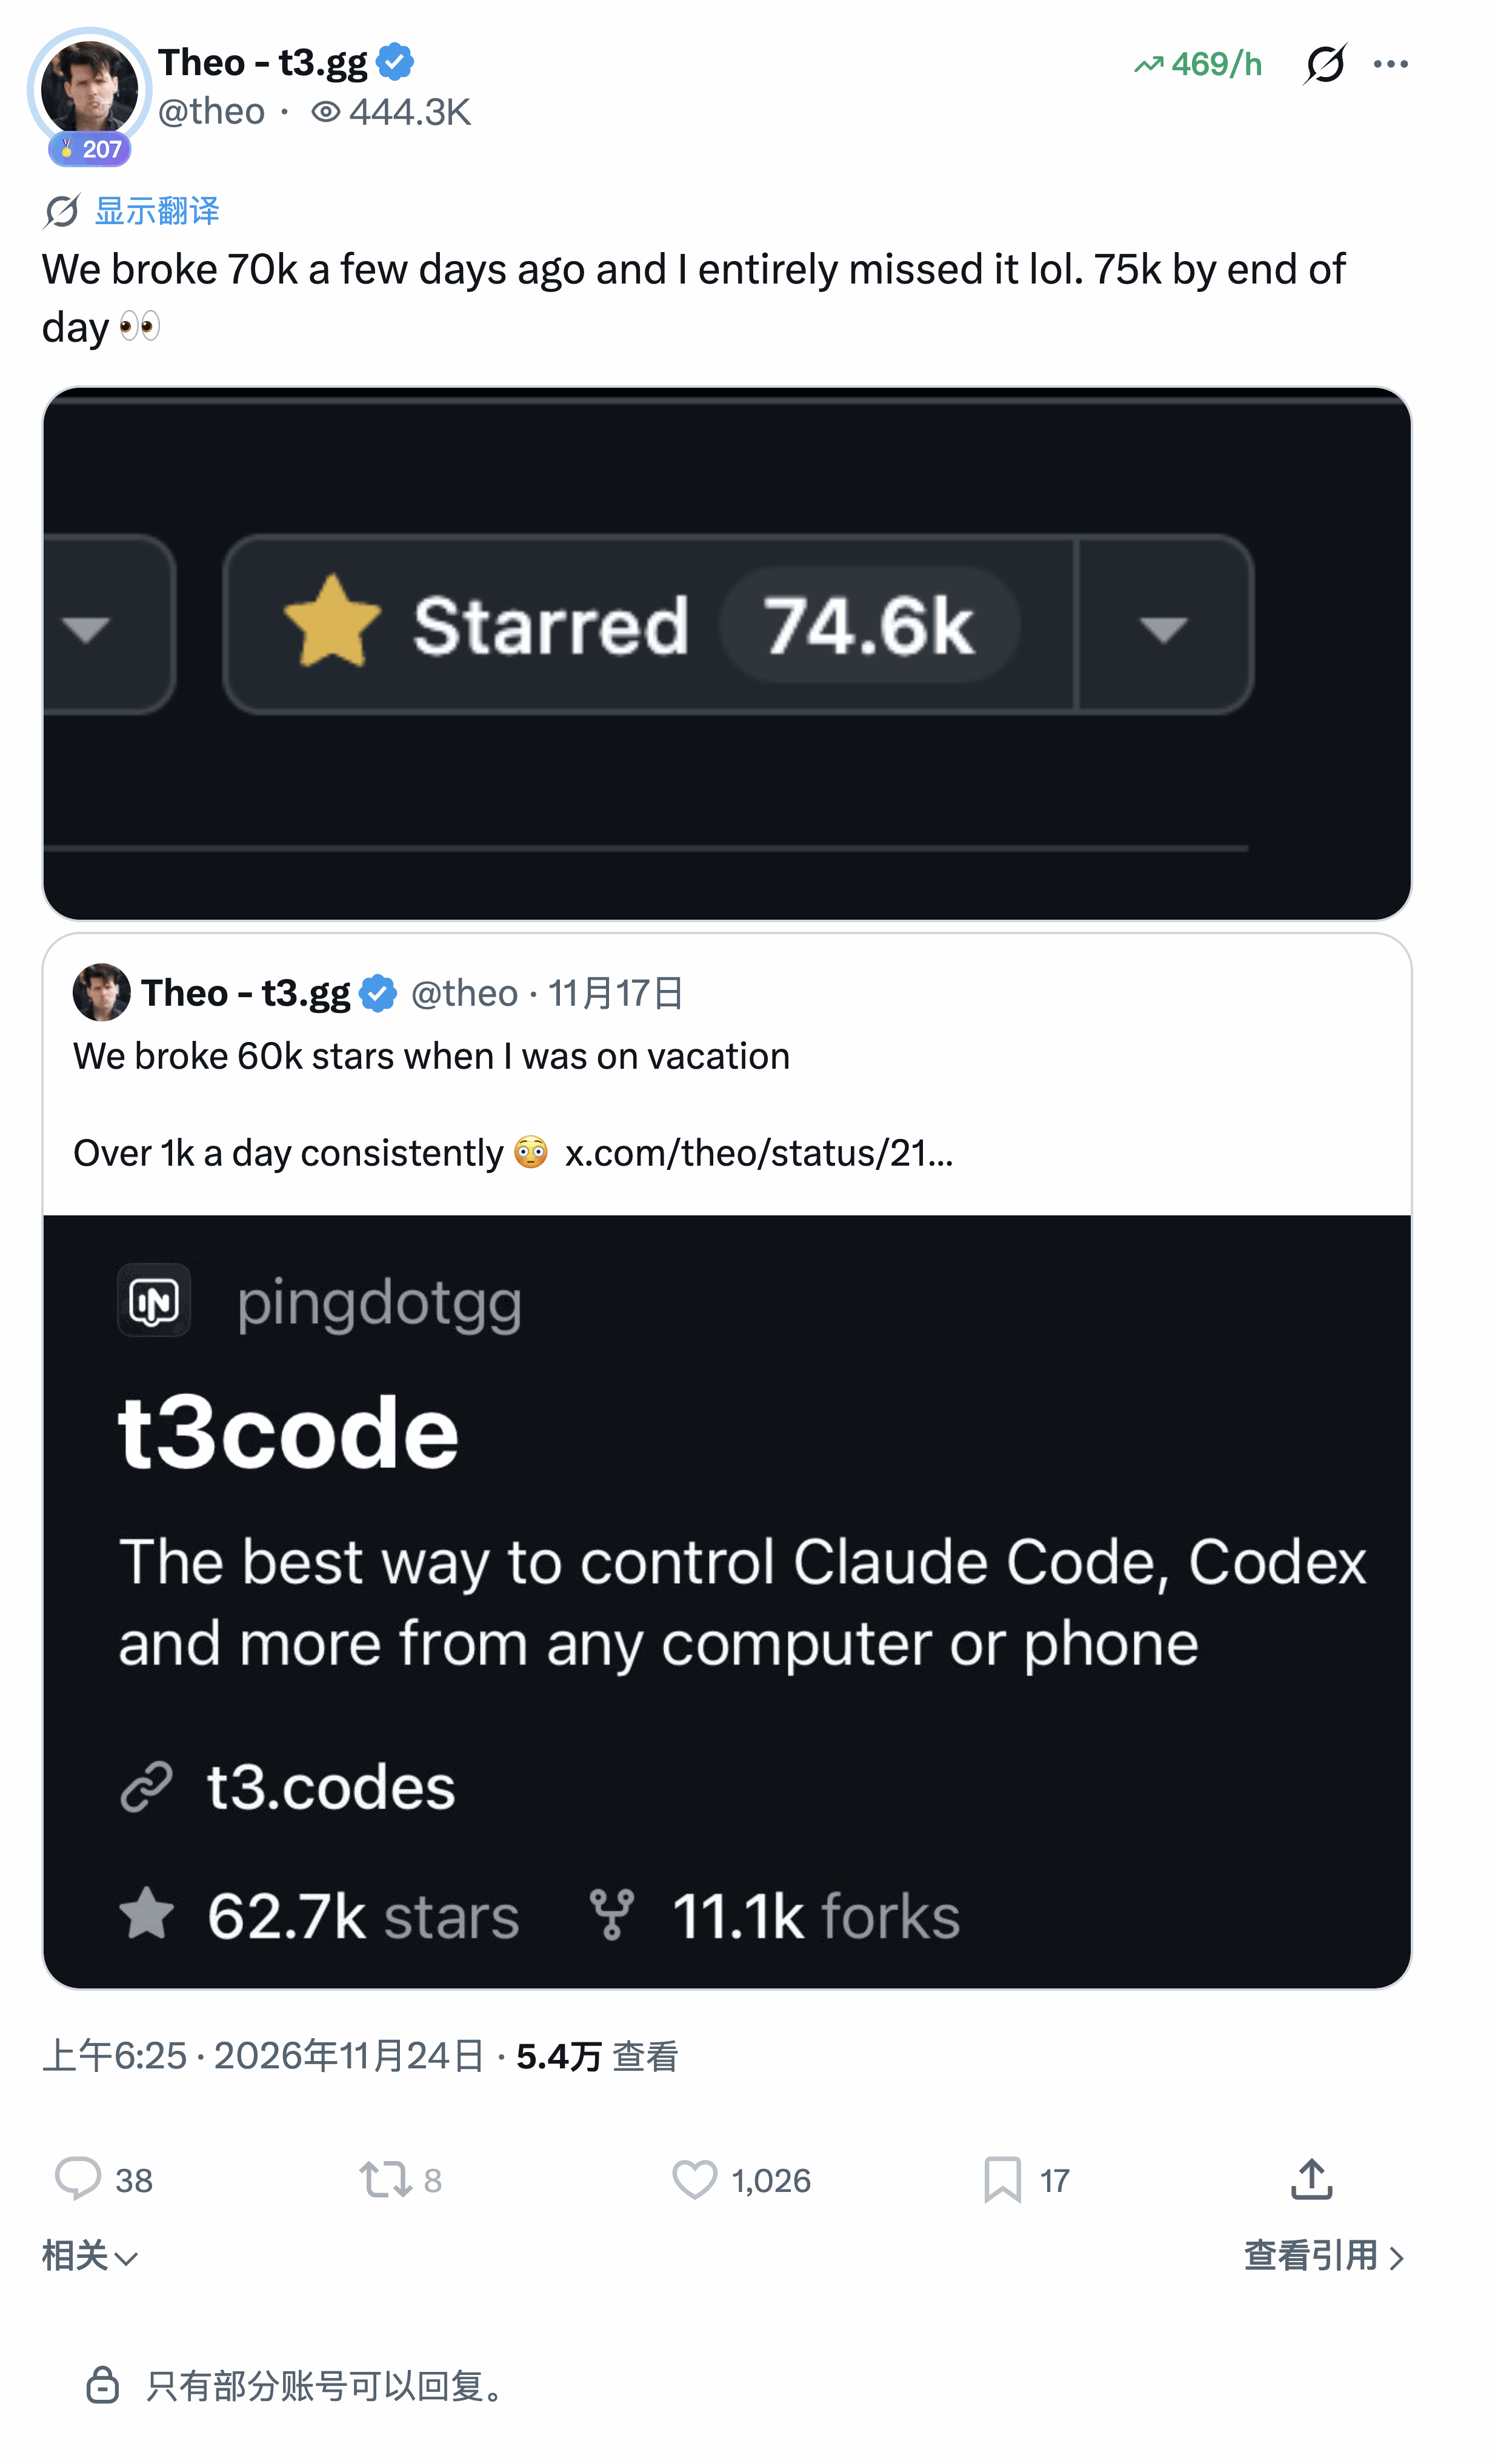 Theo - t3.gg
469/h
@theo · 444.3K
207
显示翻译
We broke 70k a few days ago and I entirely missed it lol. 75k by end of
day 👀
Starred 74.6k
Theo - t3.gg @theo · 11月17日
We broke 60k stars when I was on vacation
Over 1k a day consistently 😳 x.com/theo/status/21…
pingdotgg
t3code
The best way to control Claude Code, Codex
and more from any computer or phone
t3.codes
62.7k stars 11.1k forks
上午6:25 · 2026年11月24日 · 5.4万 查看
38 8 1,026 17
相关
查看引用
只有部分账号可以回复。